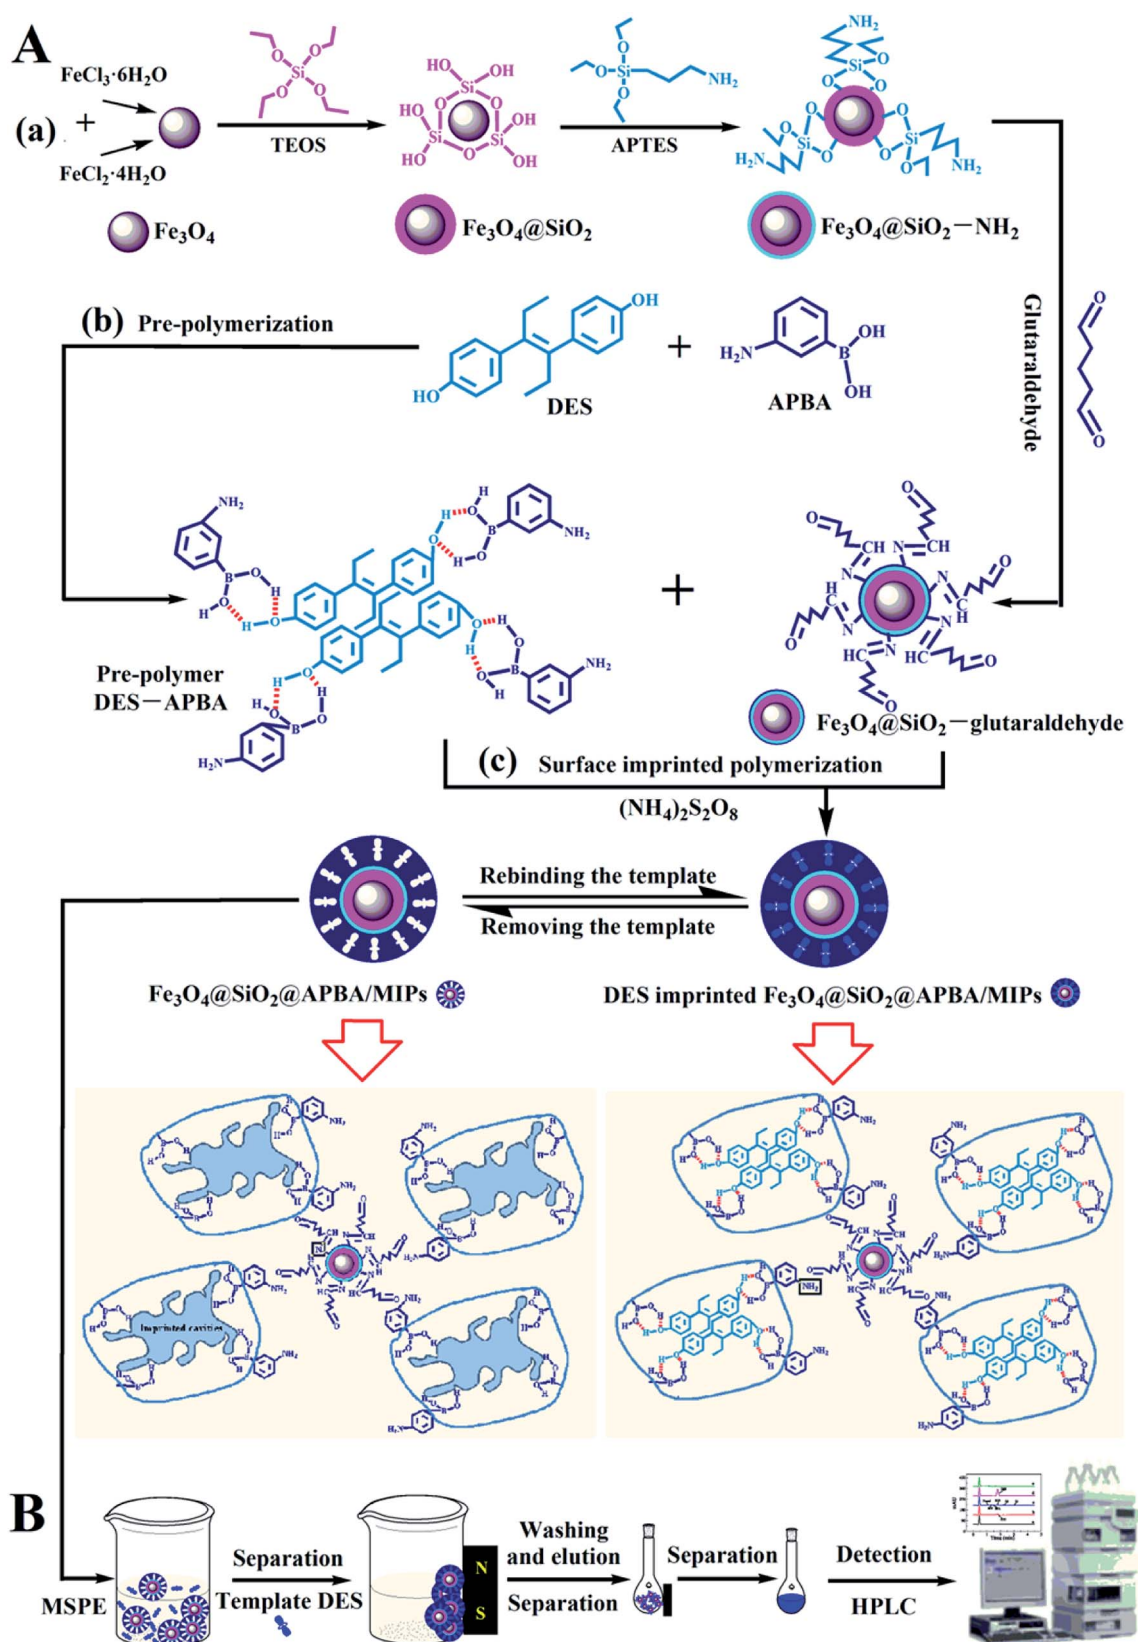 A
(a)
FeCl₃·6H₂O
+
FeCl₂·4H₂O
TEOS
APTES
Fe₃O₄
Fe₃O₄@SiO₂
Fe₃O₄@SiO₂—NH₂
Glutaraldehyde
(b) Pre-polymerization
DES
+
APBA
Pre-polymer
DES—APBA
+
Fe₃O₄@SiO₂—glutaraldehyde
(c) Surface imprinted polymerization
(NH₄)₂S₂O₈
Rebinding the template
Removing the template
Fe₃O₄@SiO₂@APBA/MIPs
DES imprinted Fe₃O₄@SiO₂@APBA/MIPs
Imprinted cavities
B
MSPE
Separation
Template DES
N
S
Washing
and elution
Separation
Separation
Detection
HPLC